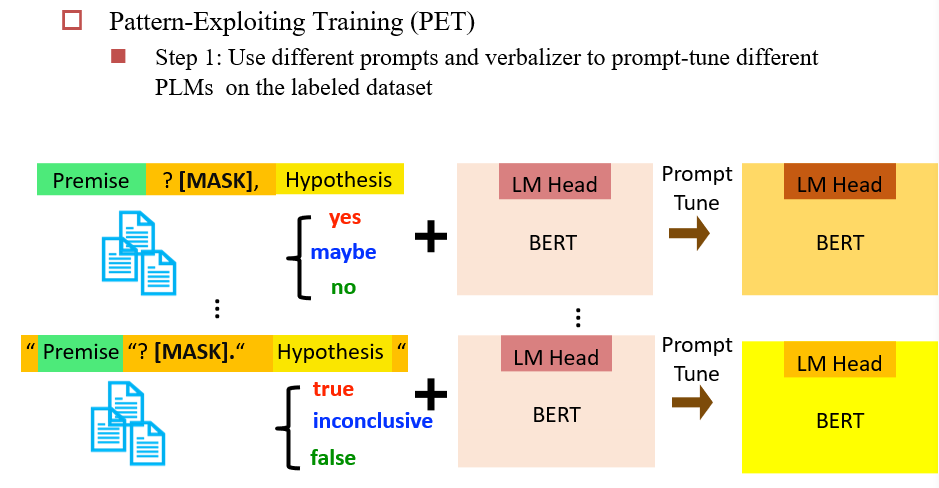 Pattern-Exploiting Training (PET)
Step 1: Use different prompts and verbalizer to prompt-tune different
PLMs on the labeled dataset
Premise ? [MASK], Hypothesis
yes
maybe
no
+
LM Head
BERT
Prompt
Tune
LM Head
BERT
“ Premise “? [MASK].“ Hypothesis “
true
inconclusive
false
+
LM Head
BERT
Prompt
Tune
LM Head
BERT